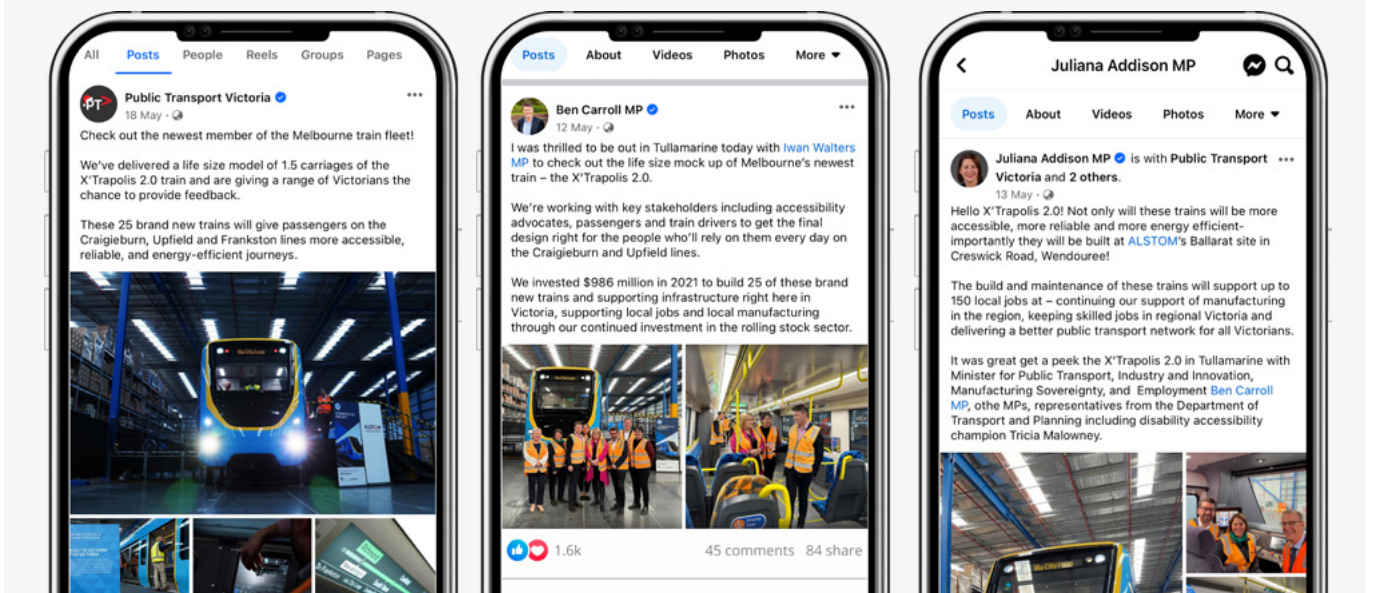 All Posts People Reels Groups Pages
PT>
Public Transport Victoria
18 May ·
Check out the newest member of the Melbourne train fleet!
We've delivered a life size model of 1.5 carriages of the
X'Trapolis 2.0 train and are giving a range of Victorians the
chance to provide feedback.
These 25 brand new trains will give passengers on the
Craigieburn, Upfield and Frankston lines more accessible,
reliable, and energy-efficient journeys.
Posts About Videos Photos More
Ben Carroll MP
12 May ·
I was thrilled to be out in Tullamarine today with Iwan Walters
MP to check out the life size mock up of Melbourne's newest
train – the X'Trapolis 2.0.
We're working with key stakeholders including accessibility
advocates, passengers and train drivers to get the final
design right for the people who'll rely on them every day on
the Craigieburn and Upfield lines.
We invested $986 million in 2021 to build 25 of these brand
new trains and supporting infrastructure right here in
Victoria, supporting local jobs and local manufacturing
through our continued investment in the rolling stock sector.
1.6k 45 comments 84 share
Juliana Addison MP
Posts About Videos Photos More
Juliana Addison MP is with Public Transport
Victoria and 2 others.
13 May ·
Hello X'Trapolis 2.0! Not only will these trains will be more
accessible, more reliable and more energy efficient-
importantly they will be built at ALSTOM's Ballarat site in
Creswick Road, Wendouree!
The build and maintenance of these trains will support up to
150 local jobs at – continuing our support of manufacturing
in the region, keeping skilled jobs in regional Victoria and
delivering a better public transport network for all Victorians.
It was great get a peek the X'Trapolis 2.0 in Tullamarine with
Minister for Public Transport, Industry and Innovation,
Manufacturing Sovereignty, and Employment Ben Carroll
MP, othe MPs, representatives from the Department of
Transport and Planning including disability accessibility
champion Tricia Malowney.